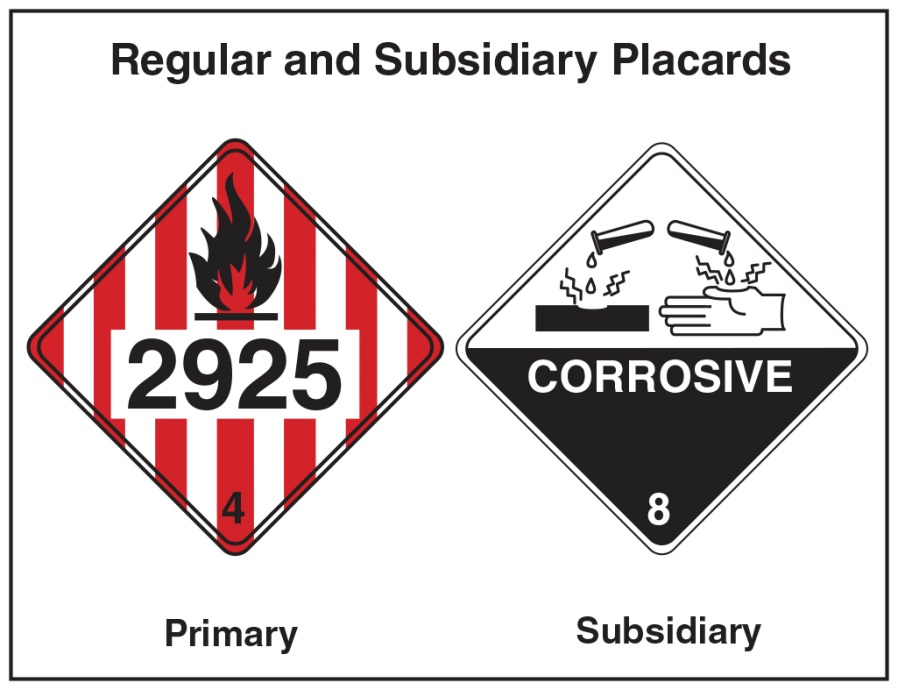 Regular and Subsidiary Placards
2925
4
CORROSIVE
8
Primary
Subsidiary